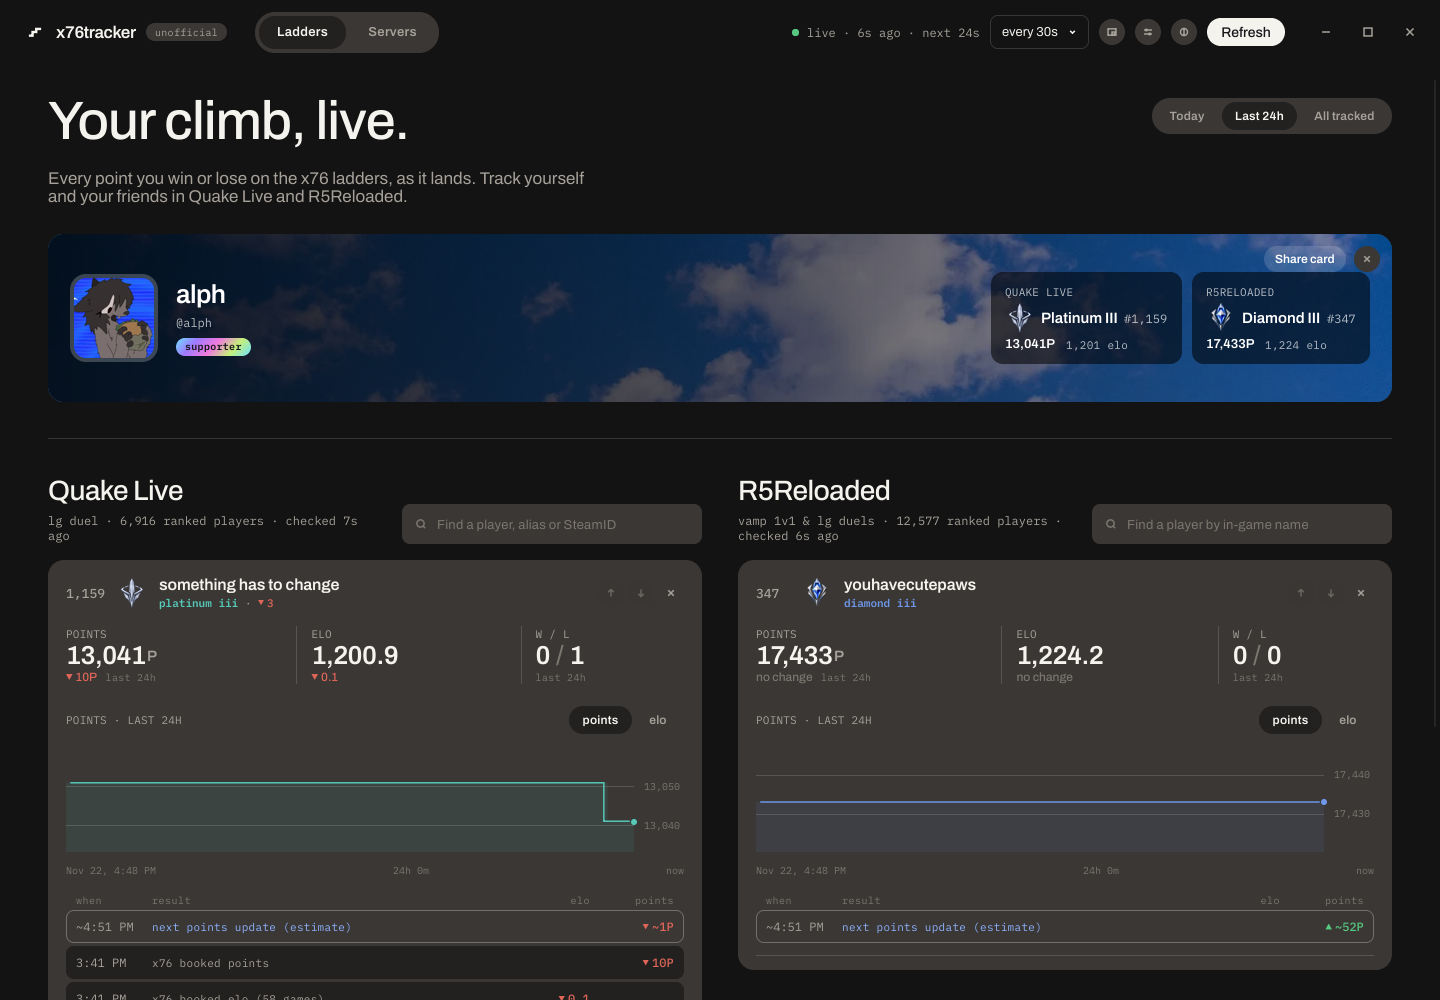 x76tracker unofficial Ladders Servers live · 6s ago · next 24s every 30s Refresh
Your climb, live.
Today Last 24h All tracked
Every point you win or lose on the x76 ladders, as it lands. Track yourself
and your friends in Quake Live and R5Reloaded.
Share card
alph
@alph
supporter
QUAKE LIVE
Platinum III #1,159
13,041P 1,201 elo
R5RELOADED
Diamond III #347
17,433P 1,224 elo
Quake Live
lg duel · 6,916 ranked players · checked 7s
ago
Find a player, alias or SteamID
1,159 something has to change
platinum iii · ▼3
POINTS ELO W / L
13,041P 1,200.9 0 / 1
▼10P last 24h ▼0.1 last 24h
POINTS · LAST 24H points elo
13,050
13,040
Nov 22, 4:48 PM 24h 0m now
when result elo points
~4:51 PM next points update (estimate) ▼~1P
3:41 PM x76 booked points ▼10P
3:41 PM x76 booked elo (58 games) ▼0.1
R5Reloaded
vamp 1v1 & lg duels · 12,577 ranked players ·
checked 6s ago
Find a player by in-game name
347 youhavecutepaws
diamond iii
POINTS ELO W / L
17,433P 1,224.2 0 / 0
no change last 24h no change last 24h
POINTS · LAST 24H points elo
17,440
17,430
Nov 22, 4:48 PM 24h 0m now
when result elo points
~4:51 PM next points update (estimate) ▲~52P